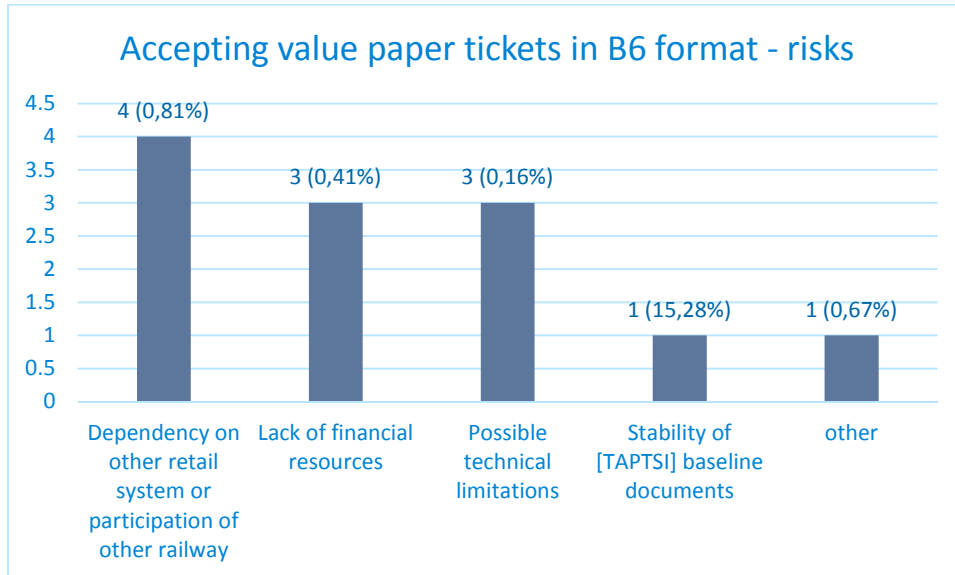 Accepting value paper tickets in B6 format - risks
4.5
4
3.5
3
2.5
2
1.5
1
0.5
0
4 (0,81%)
3 (0,41%)
3 (0,16%)
1 (15,28%)
1 (0,67%)
Dependency on
other retail
system or
participation of
other railway
Lack of financial
resources
Possible
technical
limitations
Stability of
[TAPTSI] baseline
documents
other